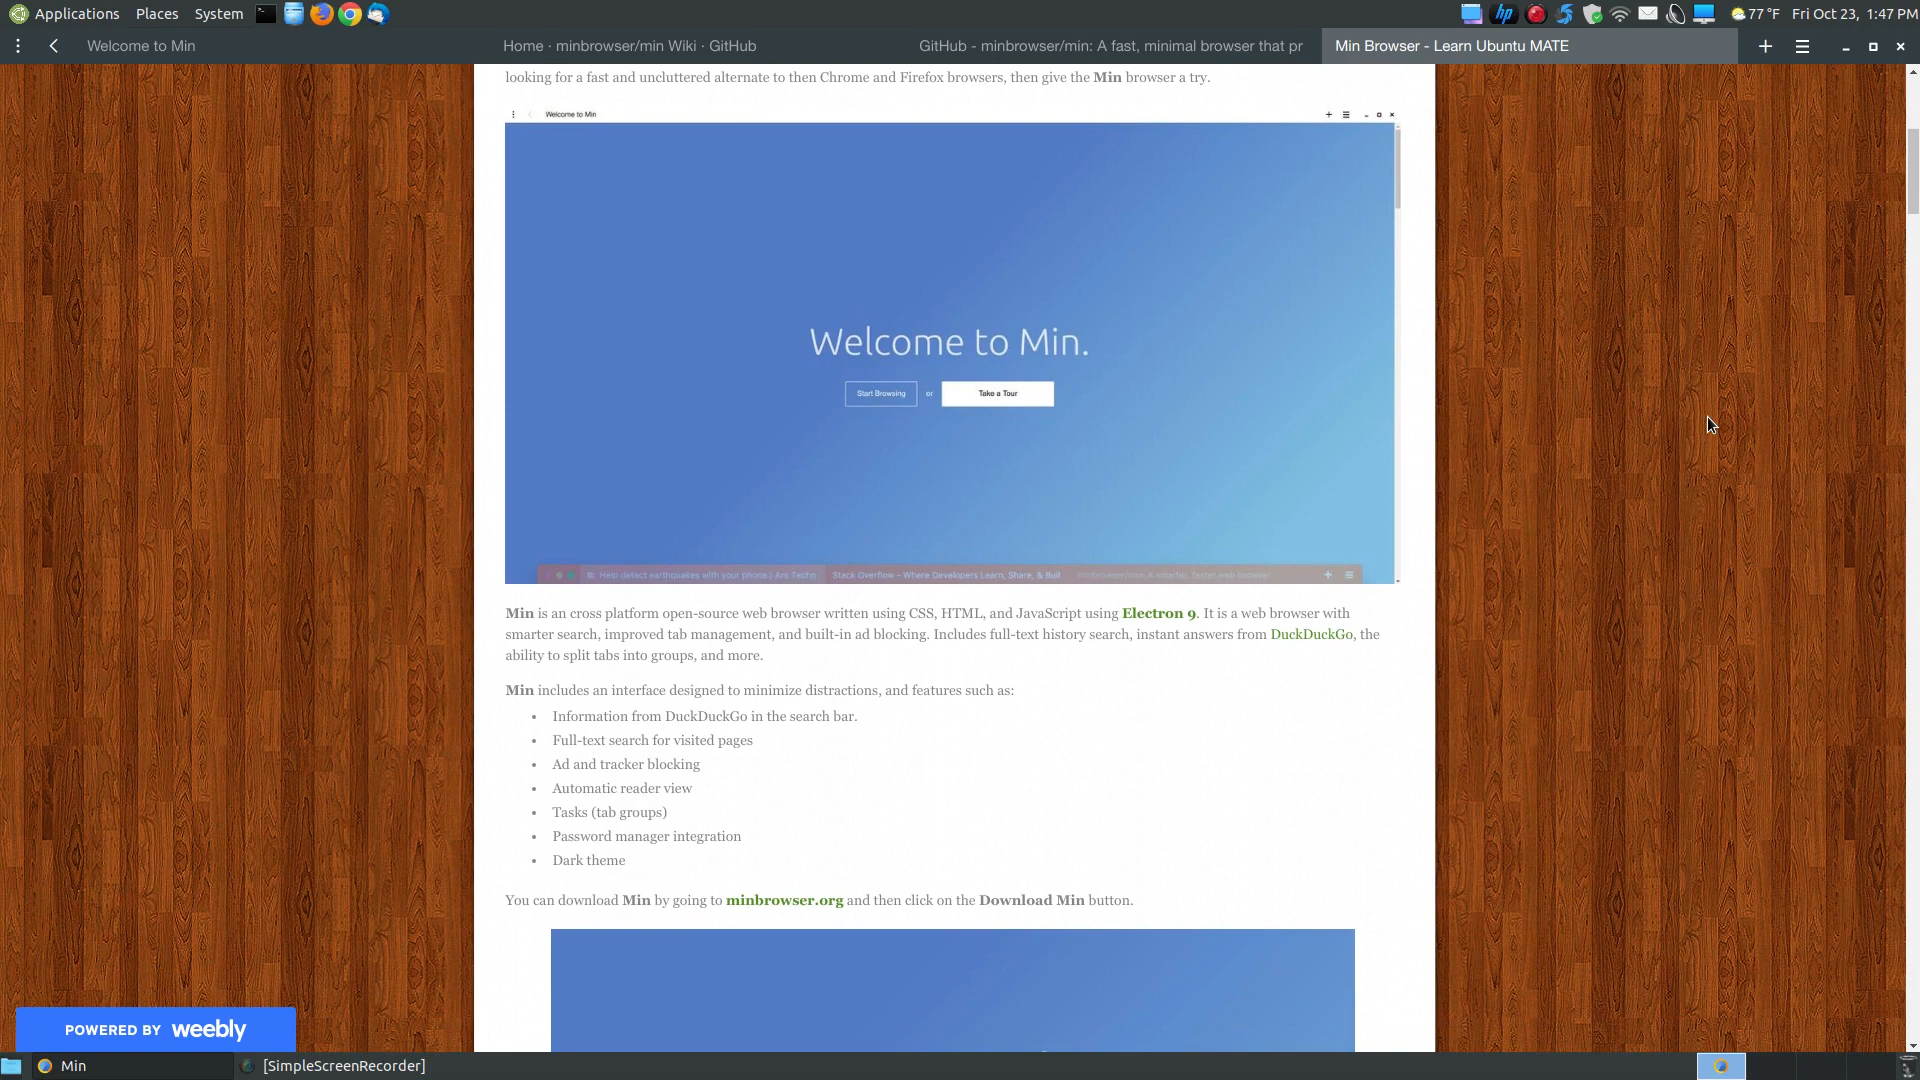 Applications Places System
77 °F Fri Oct 23, 1:47 PM
Welcome to Min
Home · minbrowser/min Wiki · GitHub
GitHub - minbrowser/min: A fast, minimal browser that pr
Min Browser - Learn Ubuntu MATE
looking for a fast and uncluttered alternate to then Chrome and Firefox browsers, then give the Min browser a try.
Welcome to Min
Welcome to Min.
Start Browsing or Take a Tour
Help detect earthquakes with your phone | Ars Techn
Stack Overflow - Where Developers Learn, Share, & Buil
Min is an cross platform open-source web browser written using CSS, HTML, and JavaScript using Electron 9. It is a web browser with
smarter search, improved tab management, and built-in ad blocking. Includes full-text history search, instant answers from DuckDuckGo, the
ability to split tabs into groups, and more.
Min includes an interface designed to minimize distractions, and features such as:
• Information from DuckDuckGo in the search bar.
• Full-text search for visited pages
• Ad and tracker blocking
• Automatic reader view
• Tasks (tab groups)
• Password manager integration
• Dark theme
You can download Min by going to minbrowser.org and then click on the Download Min button.
POWERED BY weebly
Min
[SimpleScreenRecorder]